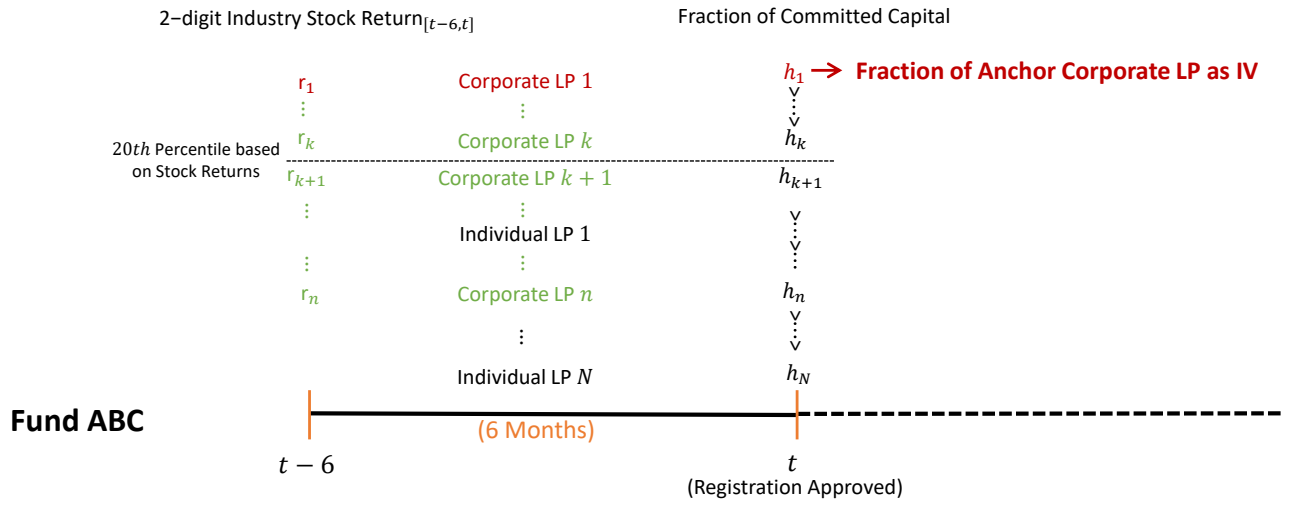 2−digit Industry Stock Return[t−6,t] Fraction of Committed Capital
r1 Corporate LP 1 h1 → Fraction of Anchor Corporate LP as IV
⋮ ⋮
20th Percentile based on Stock Returns
rk Corporate LP k hk
rk+1 Corporate LP k + 1 hk+1
⋮ ⋮
Individual LP 1
⋮ ⋮ ⋮
rn Corporate LP n hn
⋮
Individual LP N hN
Fund ABC
(6 Months)
t − 6 t
(Registration Approved)